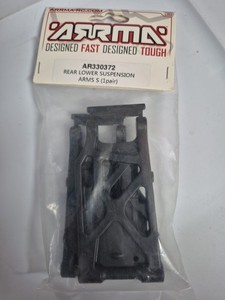 ARRMA
DESIGNED FAST DESIGNED TOUGH
AR330372
REAR LOWER SUSPENSION
ARMS S (1pair)